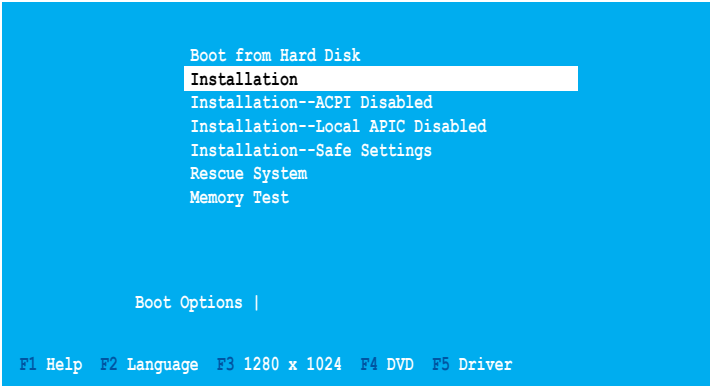 Boot from Hard Disk
Installation
Installation--ACPI Disabled
Installation--Local APIC Disabled
Installation--Safe Settings
Rescue System
Memory Test
Boot Options |
F1 Help F2 Language F3 1280 x 1024 F4 DVD F5 Driver